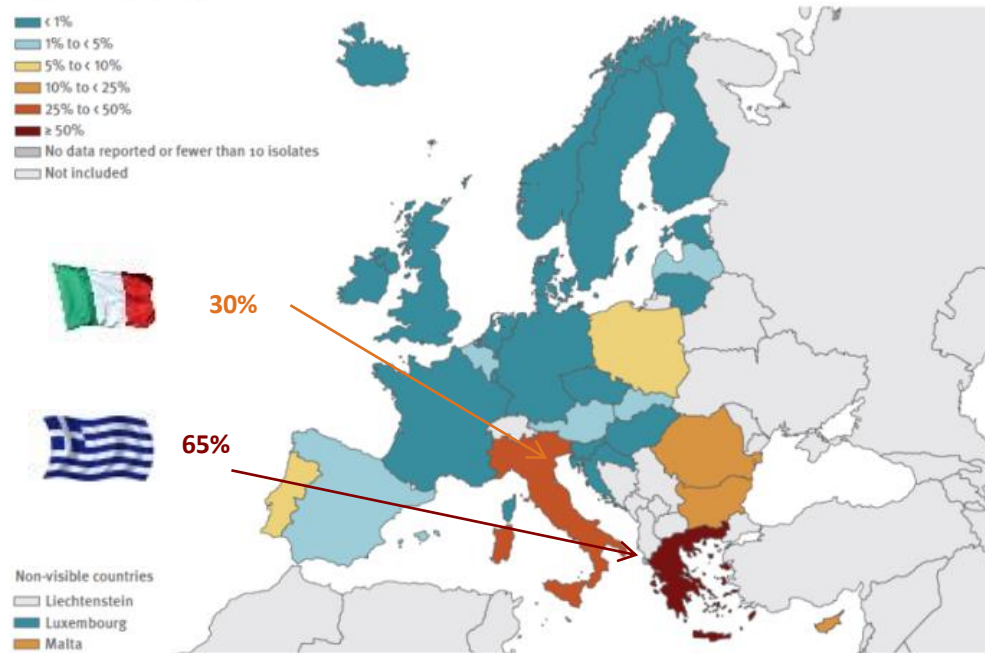 < 1%
1% to < 5%
5% to < 10%
10% to < 25%
25% to < 50%
≥ 50%
No data reported or fewer than 10 isolates
Not included
30%
65%
Non-visible countries
Liechtenstein
Luxembourg
Malta